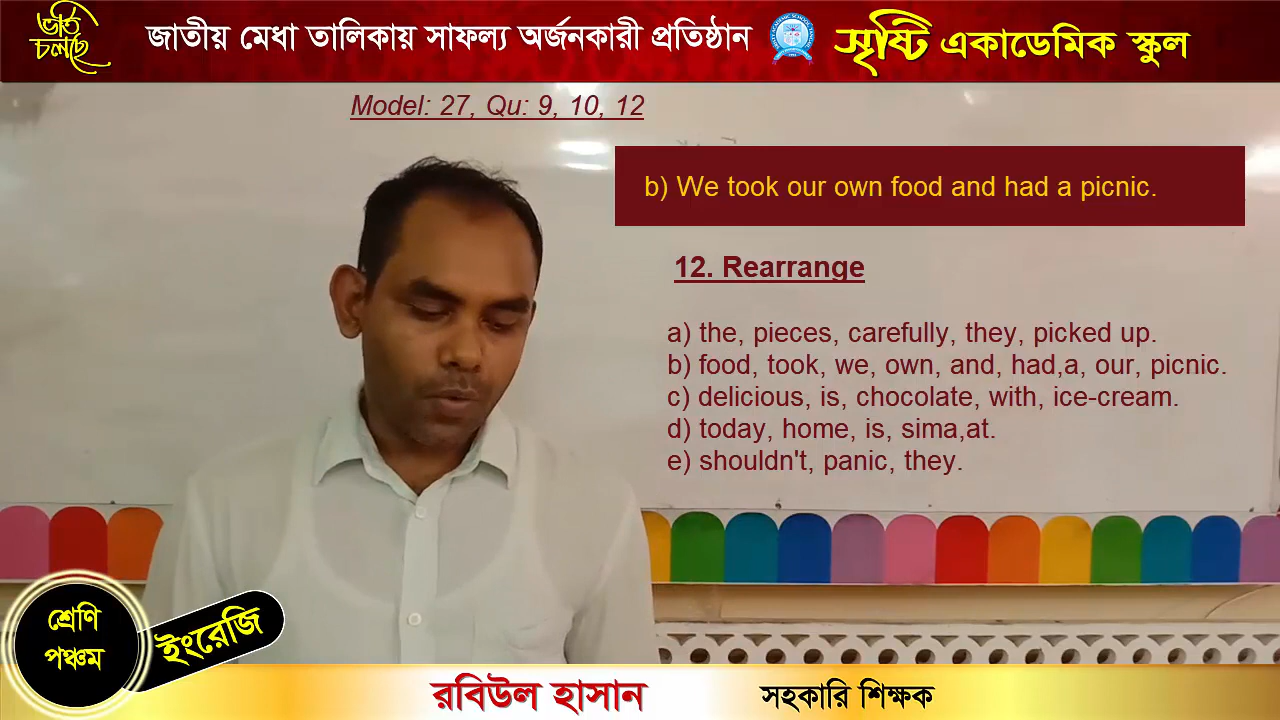 ভর্তি
চলছে
জাতীয় মেধা তালিকায় সাফল্য অর্জনকারী প্রতিষ্ঠান
সৃষ্টি একাডেমিক স্কুল
Model: 27, Qu: 9, 10, 12
b) We took our own food and had a picnic.
12. Rearrange
a) the, pieces, carefully, they, picked up.
b) food, took, we, own, and, had,a, our, picnic.
c) delicious, is, chocolate, with, ice-cream.
d) today, home, is, sima,at.
e) shouldn't, panic, they.
শ্রেণি
পঞ্চম
ইংরেজি
রবিউল হাসান
সহকারি শিক্ষক